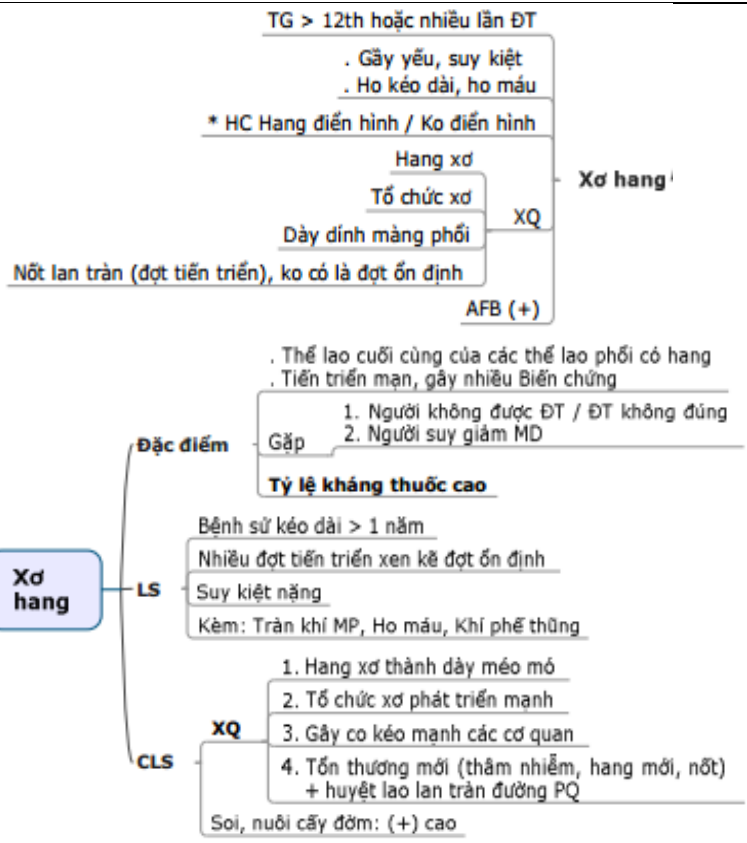 TG > 12th hoặc nhiều lần ĐT
. Gầy yếu, suy kiệt
. Ho kéo dài, ho máu
* HC Hang điển hình / Ko điển hình
Hang xơ
Tổ chức xơ
Dày dính màng phổi
Nốt lan tràn (đợt tiến triển), ko có là đợt ổn định
XQ
AFB (+)
Xơ hang
. Thể lao cuối cùng của các thể lao phổi có hang
. Tiến triển mạn, gây nhiều Biến chứng
Gặp
1. Người không được ĐT / ĐT không đúng
2. Người suy giảm MD
Đặc điểm
Tỷ lệ kháng thuốc cao
Bệnh sử kéo dài > 1 năm
Nhiều đợt tiến triển xen kẽ đợt ổn định
LS
Suy kiệt nặng
Kèm: Tràn khí MP, Ho máu, Khí phế thũng
Xơ
hang
1. Hang xơ thành dày méo mó
2. Tổ chức xơ phát triển mạnh
XQ
3. Gây co kéo mạnh các cơ quan
4. Tổn thương mới (thâm nhiễm, hang mới, nốt)
+ huyệt lao lan tràn đường PQ
CLS
Soi, nuôi cấy đờm: (+) cao